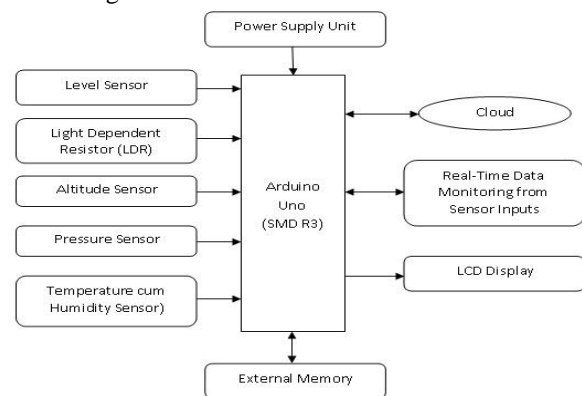 Power Supply Unit
Level Sensor
Light Dependent
Resistor (LDR)
Altitude Sensor
Pressure Sensor
Temperature cum
Humidity Sensor)
Arduino
Uno
(SMD R3)
Cloud
Real-Time Data
Monitoring from
Sensor Inputs
LCD Display
External Memory